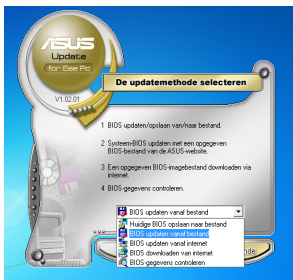 ASUS
Update
for Eee Pc
V1.02.01
De updatemethode selecteren
1 BIOS updaten/opslaan van/naar bestand.
2 Systeem-BIOS updaten met een opgegeven
BIOS-bestand van de ASUS-website.
3 Een opgegeven BIOS-imagebestand downloaden via
internet.
4 BIOS-gegevens controleren.
BIOS updaten vanaf bestand
Huidige BIOS opslaan naar bestand
BIOS updaten vanaf bestand
BIOS updaten vanaf internet
BIOS downloaden van internet
BIOS-gegevens controleren